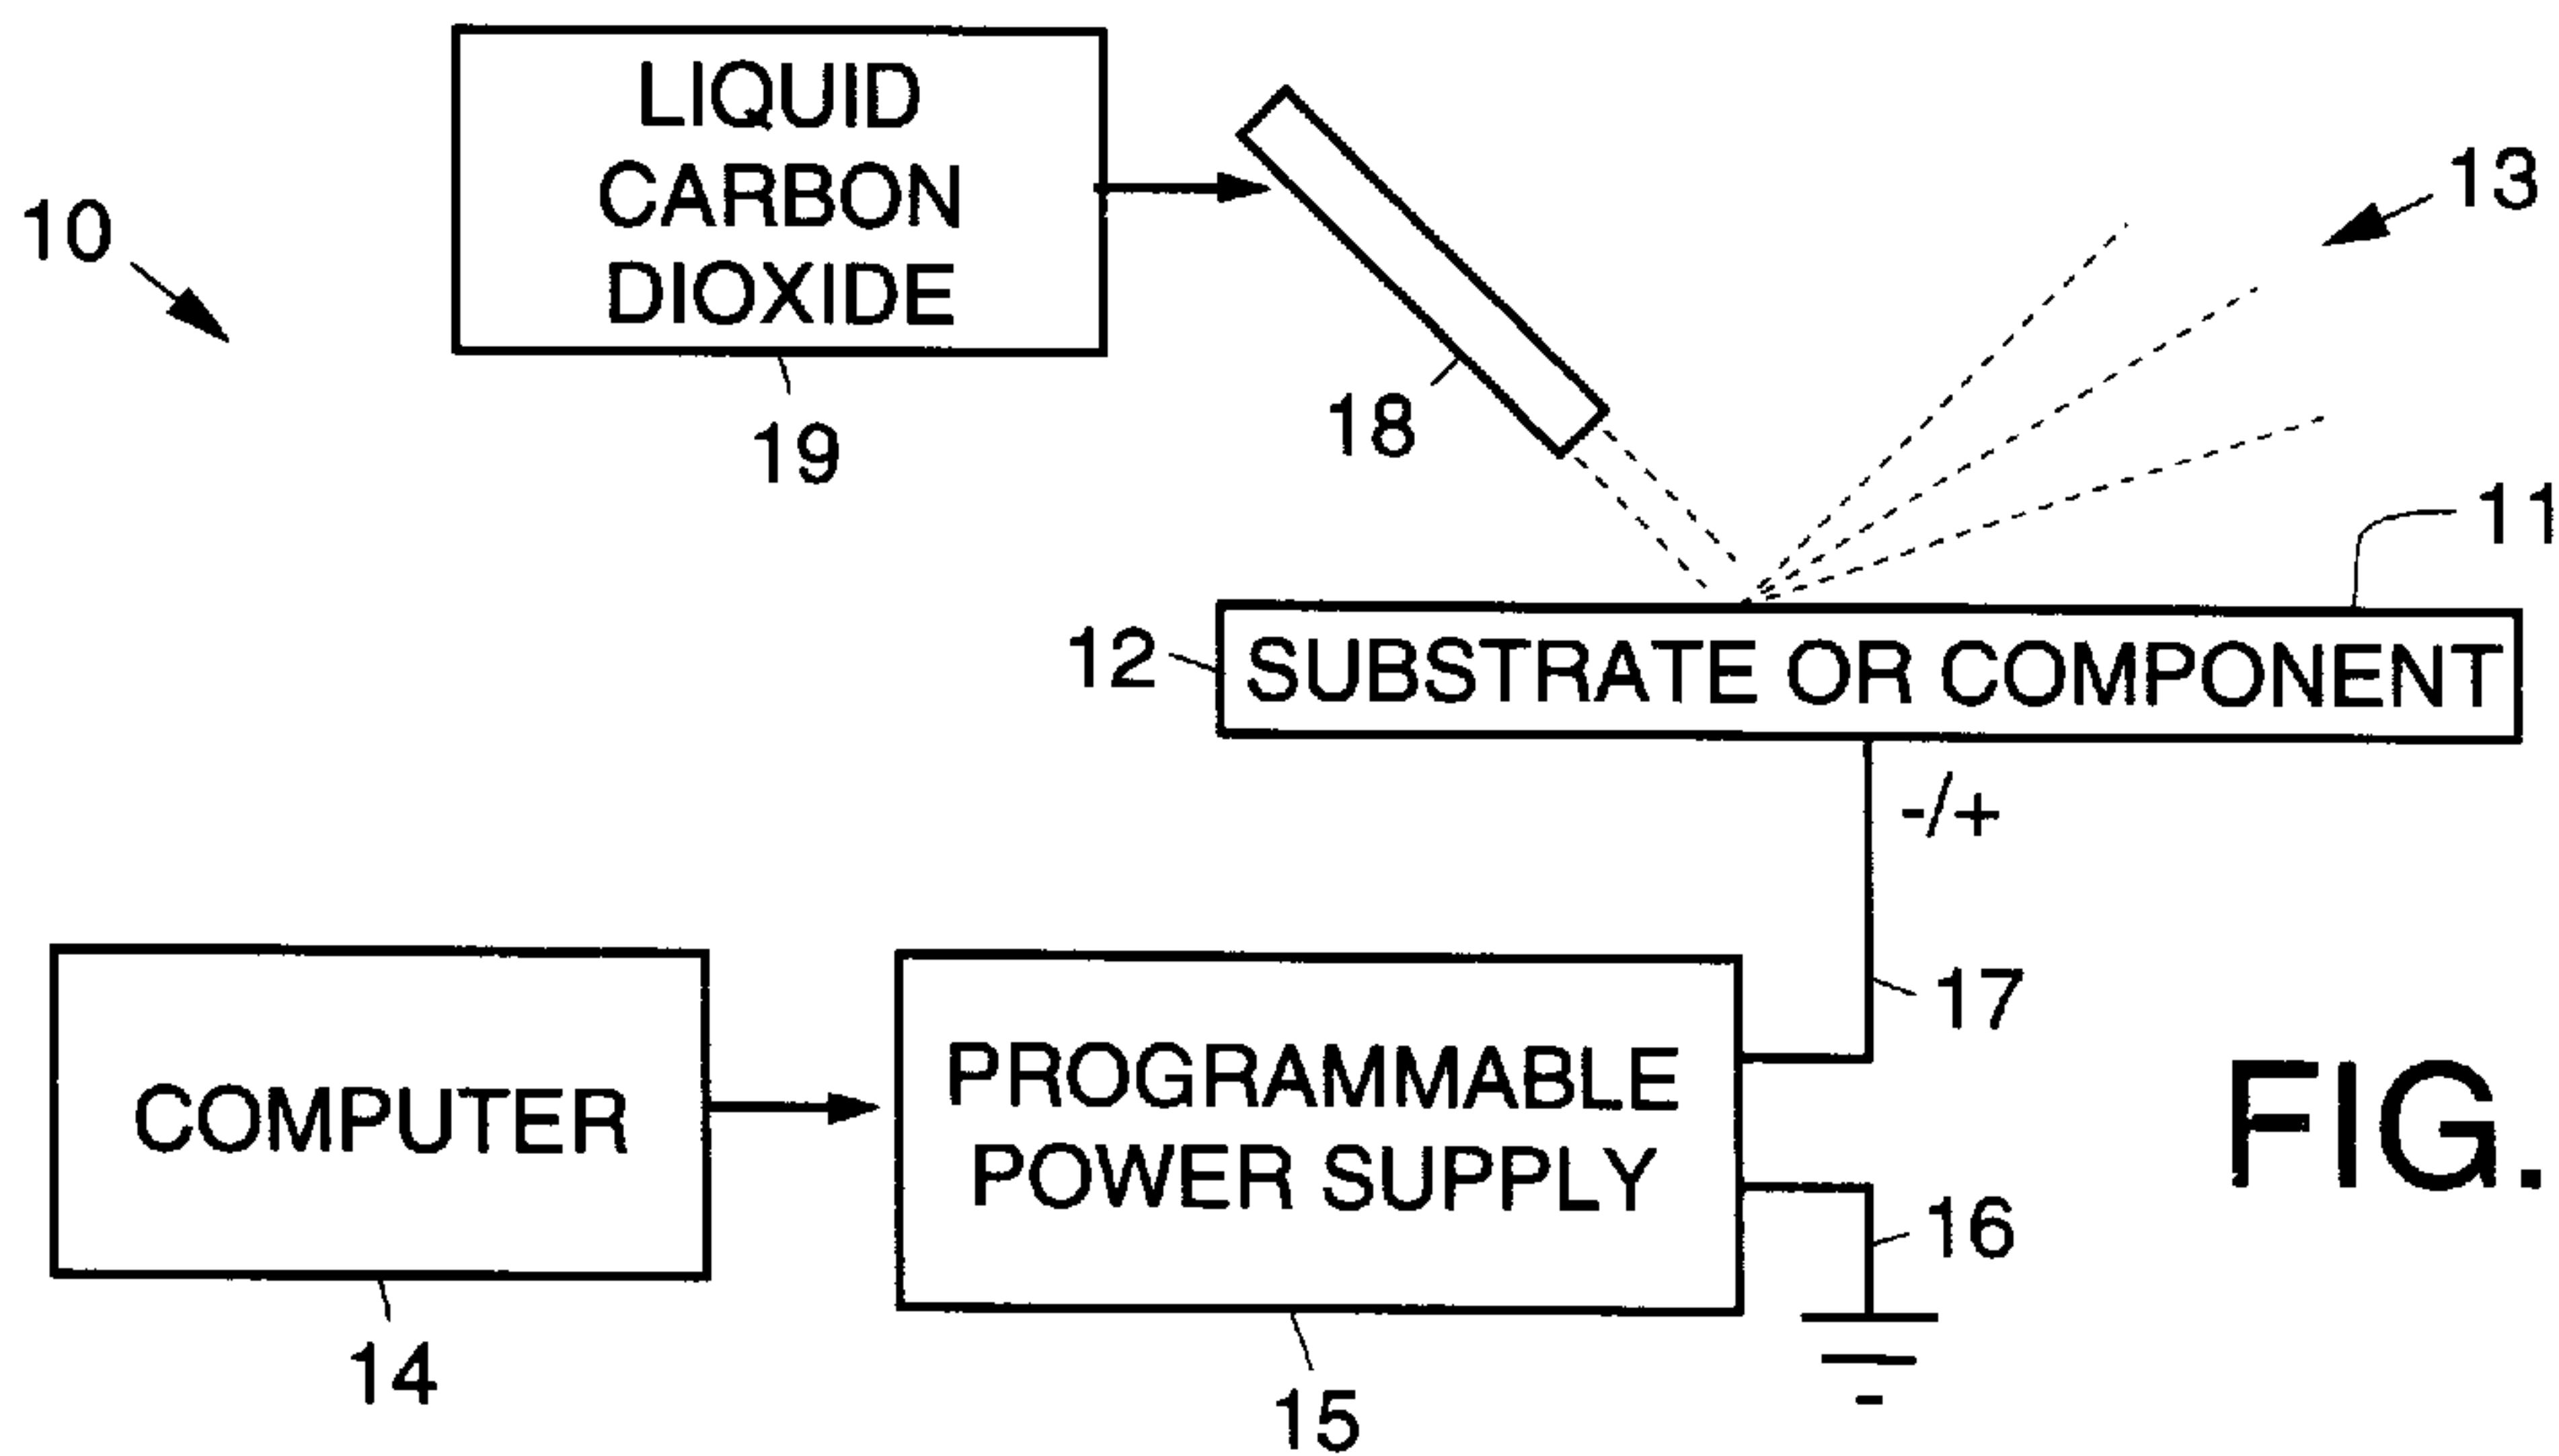 LIQUID
CARBON
DIOXIDE
10
13
19
18
11
12
SUBSTRATE OR COMPONENT
-/+
17
COMPUTER
PROGRAMMABLE
POWER SUPPLY
FIG.
16
14
15